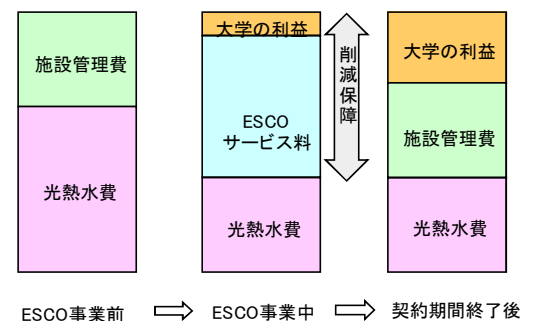 施設管理費
光熱水費
大学の利益
ESCO
サービス料
光熱水費
削減保障
大学の利益
施設管理費
光熱水費
ESCO事業前
ESCO事業中
契約期間終了後